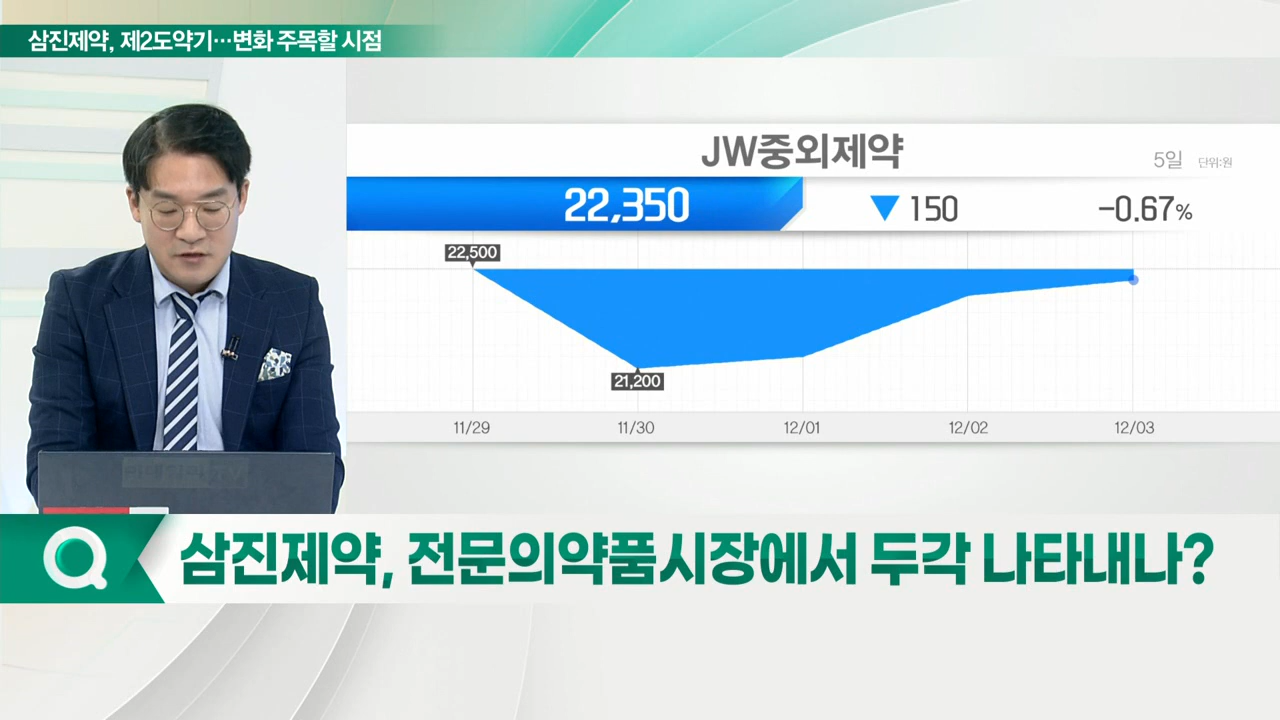 삼진제약, 제2도약기…변화 주목할 시점
JW중외제약
5일 단위:원
22,350 ▼ 150 -0.67%
22,500
21,200
11/29 11/30 12/01 12/02 12/03
삼진제약, 전문의약품시장에서 두각 나타내나?